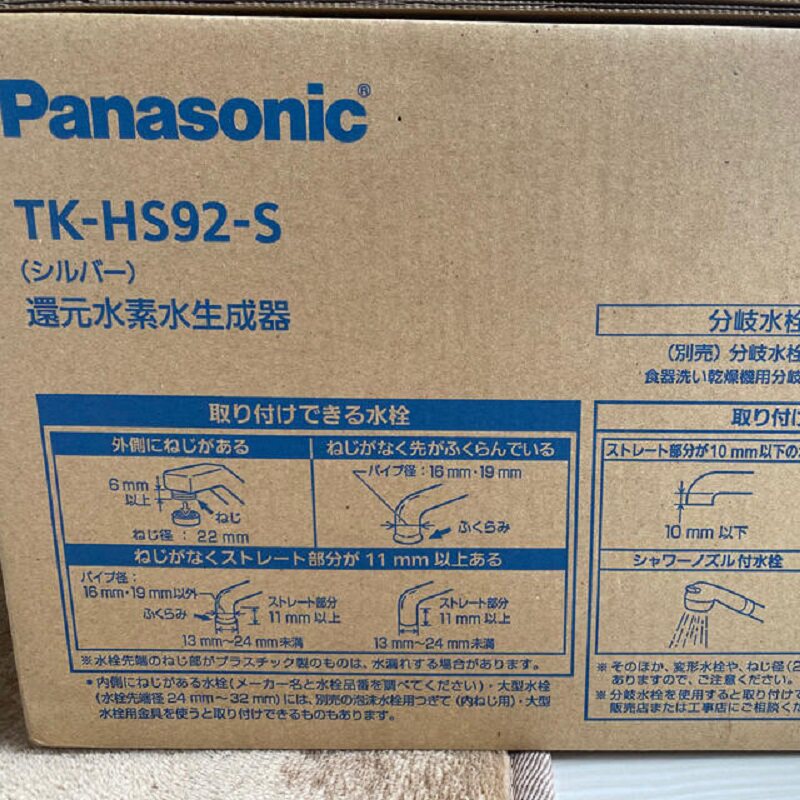 Panasonic®
TK-HS92-S
(シルバー)
還元水素水生成器
取り付けできる水栓
外側にねじがある
6 mm
以上
ねじ
ねじ径：22 mm
ねじがなく先がふくらんでいる
パイプ径：16 mm・19 mm
ふくらみ
ねじがなくストレート部分が 11 mm 以上ある
パイプ径：
16 mm・19 mm以外
ふくらみ
ストレート部分
11 mm 以上
13 mm～24 mm未満
ストレート部分
11 mm 以上
13 mm～24 mm未満
※水栓先端のねじ部がプラスチック製のものは、水漏れする場合があります。
・内側にねじがある水栓(メーカー名と水栓品番を調べてください)・大型水栓
(水栓先端径 24 mm～32 mm)には、別売の泡沫水栓用つぎて(内ねじ用)・大型
水栓用金具を使うと取り付けできるものもあります。
分岐水栓
(別売) 分岐水栓
食器洗い乾燥機用分岐
取り付け
ストレート部分が10 mm以下の
10 mm 以下
シャワーノズル付水栓
※そのほか、変形水栓や、ねじ径(2
ありますので、ご注意ください。
※分岐水栓を使用すると取り付けで
販売店または工事店にご相談くだ